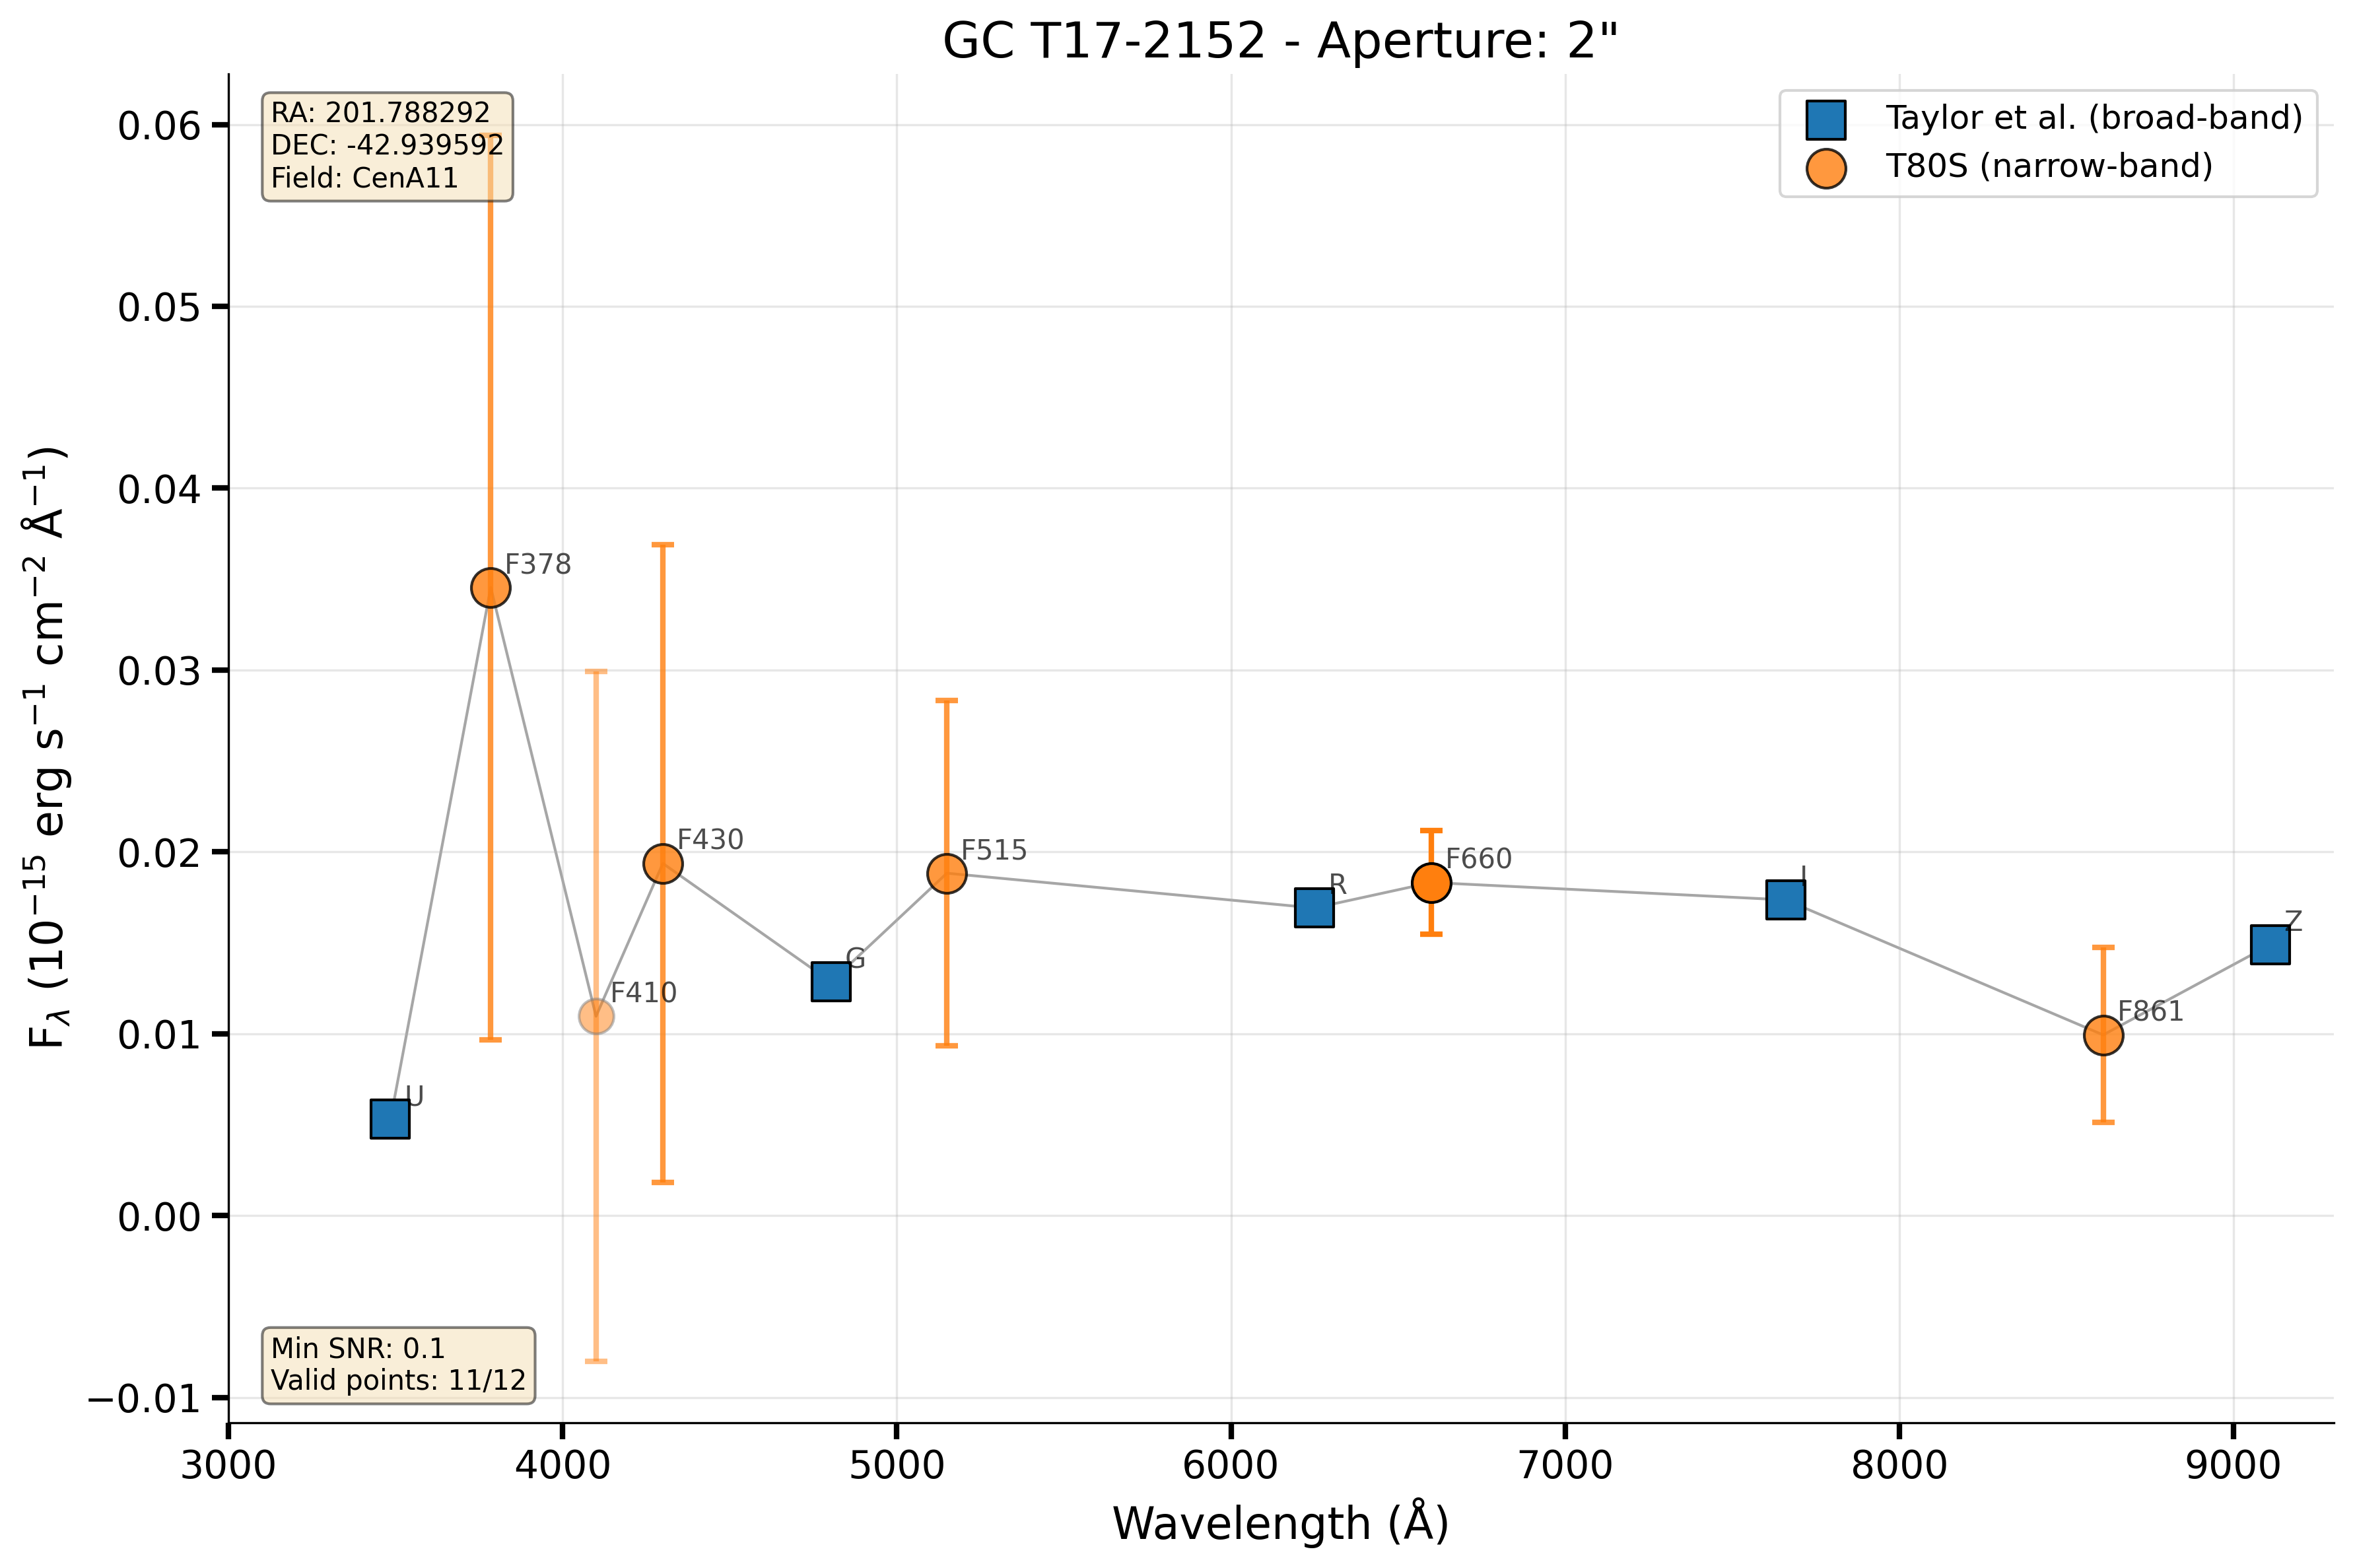 GC T17-2152 - Aperture: 2"
RA: 201.788292
DEC: -42.939592
Field: CenA11
Taylor et al. (broad-band)
T80S (narrow-band)
0.06
0.05
0.04
0.03
0.02
0.01
0.00
−0.01
F_λ (10⁻¹⁵ erg s⁻¹ cm⁻² Å⁻¹)
F378
F430
F515
F660
R
I
Z
G
F410
F861
U
Min SNR: 0.1
Valid points: 11/12
3000 4000 5000 6000 7000 8000 9000
Wavelength (Å)